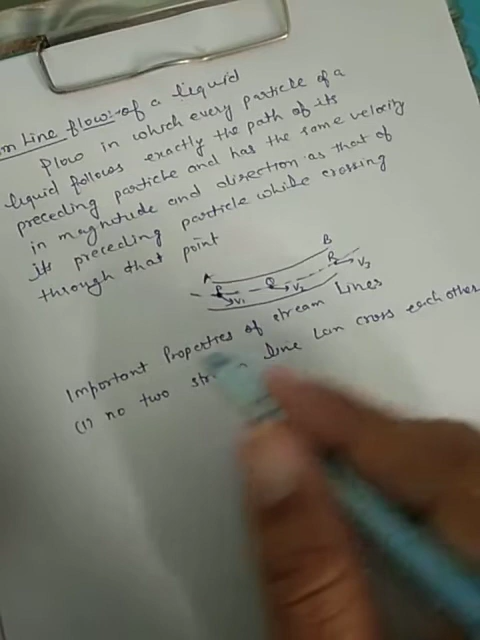 Line flow:- of a liquid
Flow in which every particle of a
liquid follows exactly the path of its
preceding particle and has the same velocity
in magnitude and direction as that of
its preceding particle while crossing
through that point
A B
P V1 Q V2 R V3
Important Properties of stream Lines
(1) no two line can cross each other